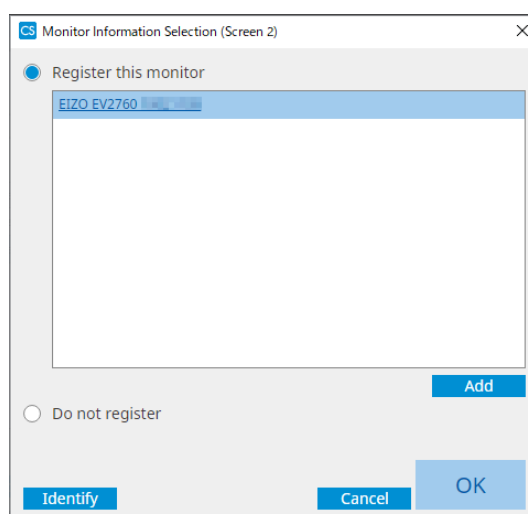 CS Monitor Information Selection (Screen 2)
Register this monitor
EIZO EV2760
Add
Do not register
Identify
Cancel
OK